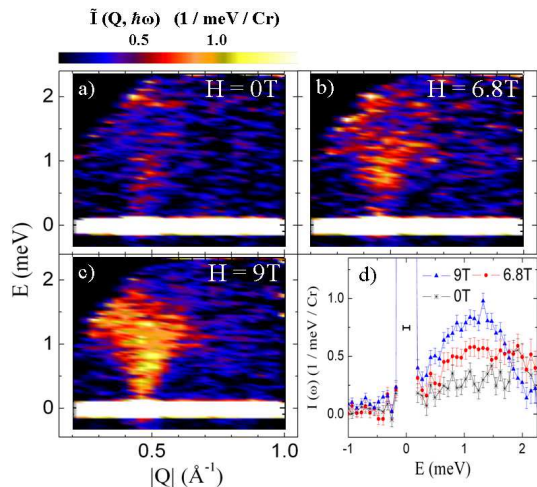 Ĩ (Q, ħω) (1 / meV / Cr)
0.5 1.0
a) H = 0T
b) H = 6.8T
2
1
0
E (meV)
c) H = 9T
d) 9T 6.8T
0T
2
1
0
0.5 1.0
|Q| (Å⁻¹)
I (ω) (1 / meV / Cr)
1.0
0.5
0.0
-1 0 1 2
E (meV)